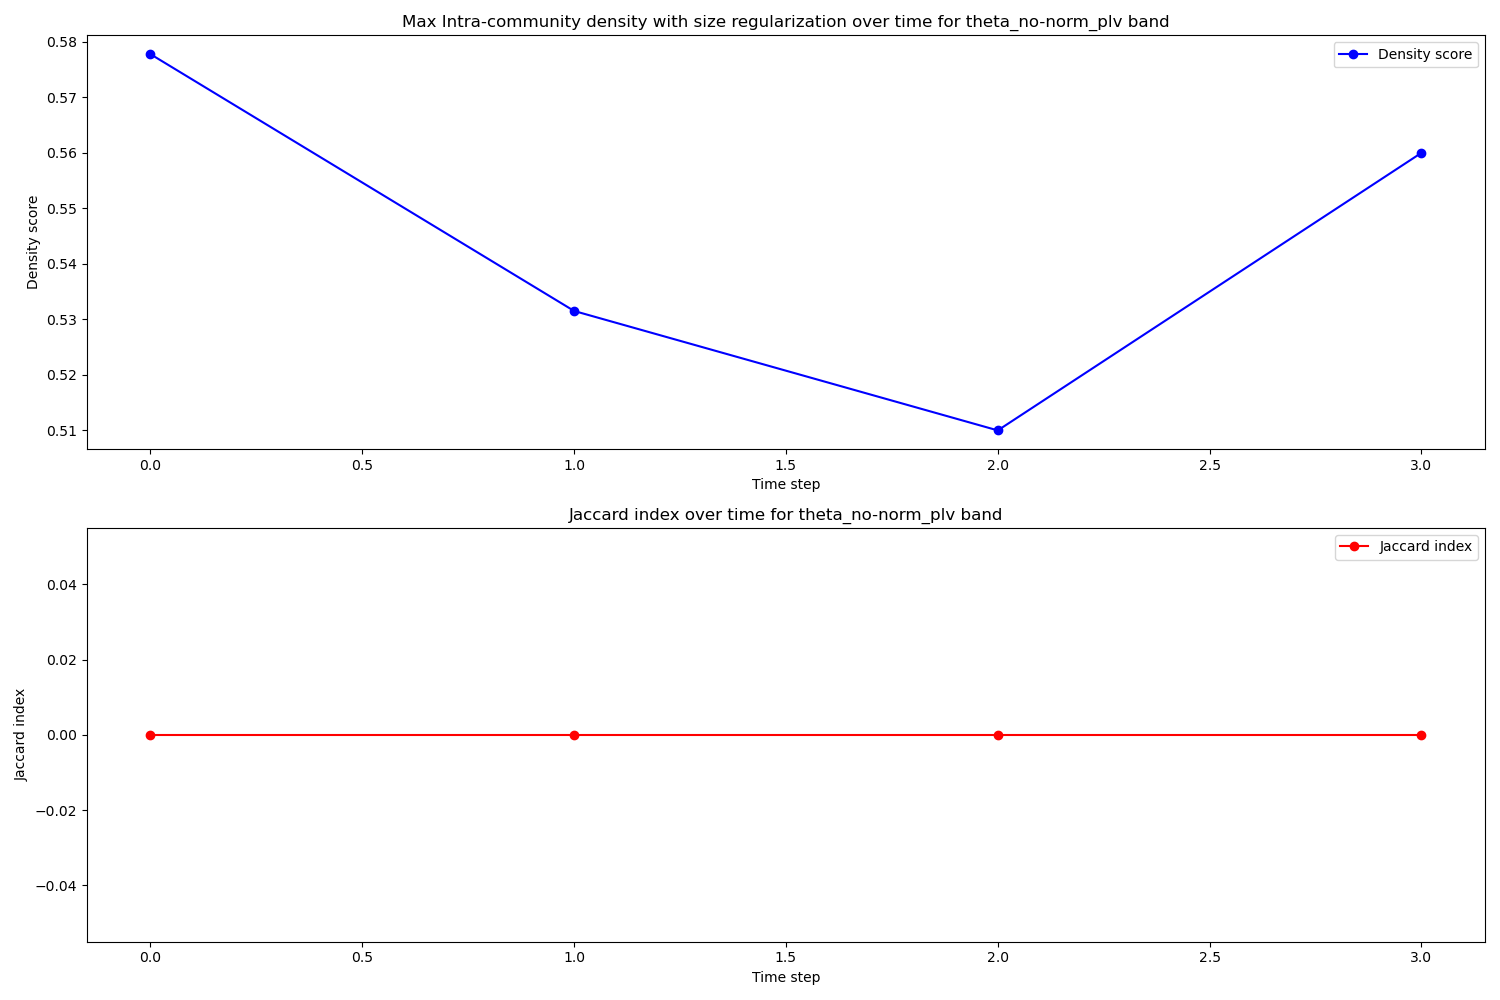 Max Intra-community density with size regularization over time for theta_no-norm_plv band
Density score
0.58
0.57
0.56
0.55
0.54
0.53
0.52
0.51
Density score
0.0 0.5 1.0 1.5 2.0 2.5 3.0
Time step
Jaccard index over time for theta_no-norm_plv band
Jaccard index
0.04
0.02
0.00
−0.02
−0.04
Jaccard index
0.0 0.5 1.0 1.5 2.0 2.5 3.0
Time step